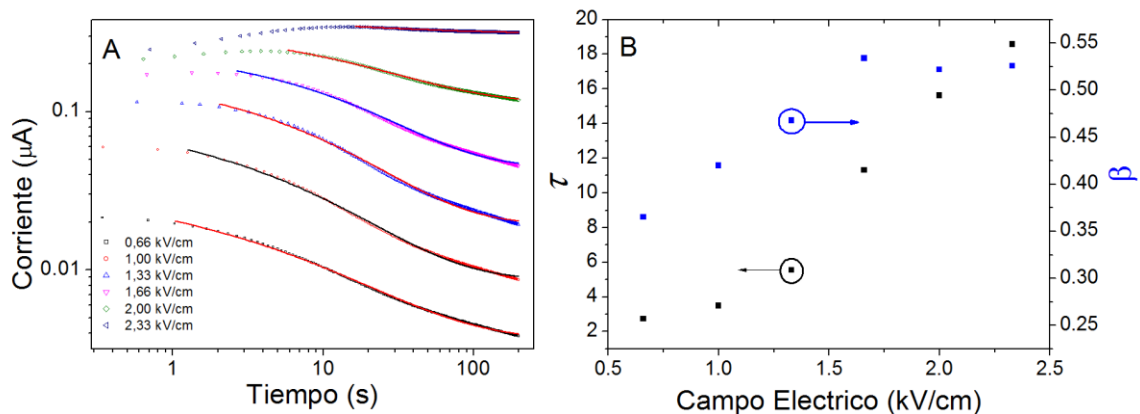 A
Corriente (μA)
0.1
0.01
0,66 kV/cm
1,00 kV/cm
1,33 kV/cm
1,66 kV/cm
2,00 kV/cm
2,33 kV/cm
1 10 100
Tiempo (s)
B
τ
20
18
16
14
12
10
8
6
4
2
0.5 1.0 1.5 2.0 2.5
Campo Electrico (kV/cm)
0.55
0.50
0.45
0.40
0.35
0.30
0.25
β